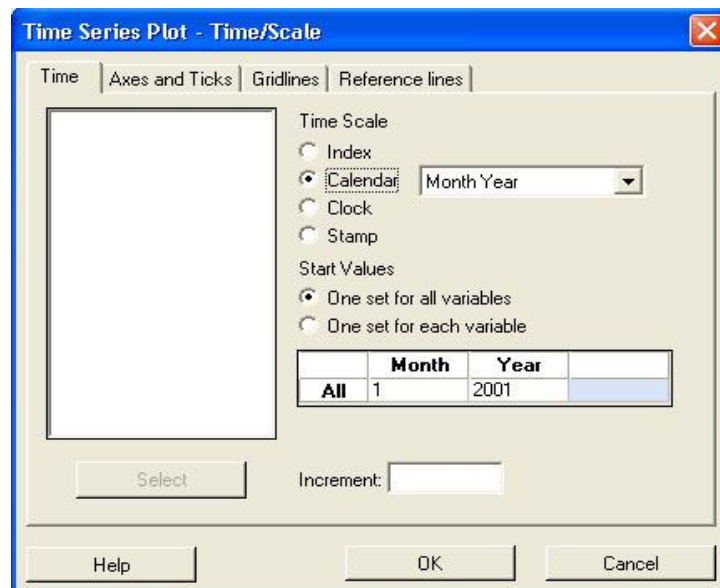 Time Series Plot - Time/Scale
Time
Axes and Ticks
Gridlines
Reference lines
Time Scale
Index
Calendar
Month Year
Clock
Stamp
Start Values
One set for all variables
One set for each variable
Month Year
All 1 2001
Select
Increment:
Help
OK
Cancel